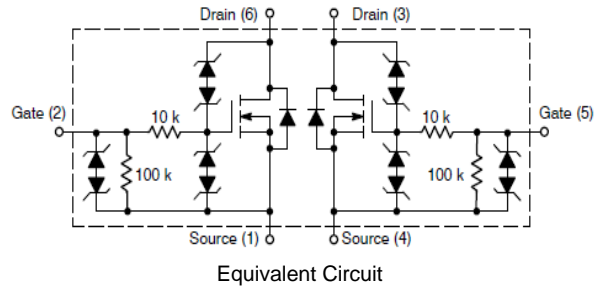 Drain (6) Drain (3)
Gate (2) 10 k 10 k Gate (5)
100 k 100 k
Source (1) Source (4)
Equivalent Circuit